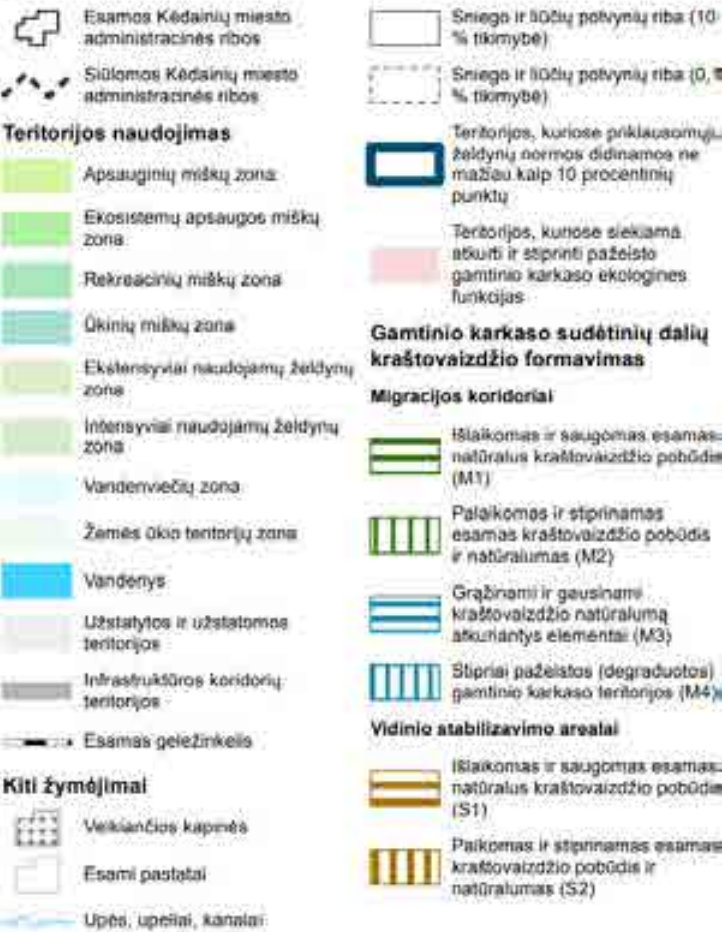 Esamos Kėdainių miesto
administracinės ribos
Siūlomos Kėdainių miesto
administracinės ribos
Teritorijos naudojimas
Apsauginių miškų zona
Ekosistemų apsaugos miškų
zona
Rekreacinių miškų zona
Ūkinių miškų zona
Ekstensyviai naudojamų želdynų
zona
Intensyviai naudojamų želdynų
zona
Vandenviečių zona
Žemės ūkio teritorijų zona
Vandenys
Užstatytos ir užstatomos
teritorijos
Infrastruktūros koridorių
teritorijos
Esamas geležinkelis
Kiti žymėjimai
Veikiančios kapinės
Esami pastatai
Upės, upeliai, kanalai
Sniego ir liūčių potvynių riba (10
% tikimybė)
Sniego ir liūčių potvynių riba (0,
% tikimybė)
Teritorijos, kuriose priklausomųjų
želdynų normos didinamos ne
mažiau kaip 10 procentinių
punktų
Teritorijos, kuriose siekiama
atkurti ir stiprinti pažeisto
gamtinio karkaso ekologines
funkcijas
Gamtinio karkaso sudėtinių dalių
kraštovaizdžio formavimas
Migracijos koridoriai
Išlaikomas ir saugomas esamas
natūralus kraštovaizdžio pobūdis
(M1)
Palaikomas ir stiprinamas
esamas kraštovaizdžio pobūdis
ir natūralumas (M2)
Grąžinami ir gausinami
kraštovaizdžio natūralumą
atkuriantys elementai (M3)
Stipriai pažeistos (degraduotos)
gamtinio karkaso teritorijos (M4)
Vidinio stabilizavimo arealai
Išlaikomas ir saugomas esamas
natūralus kraštovaizdžio pobūdis
(S1)
Paikomas ir stiprinamas esamas
kraštovaizdžio pobūdis ir
natūralumas (S2)